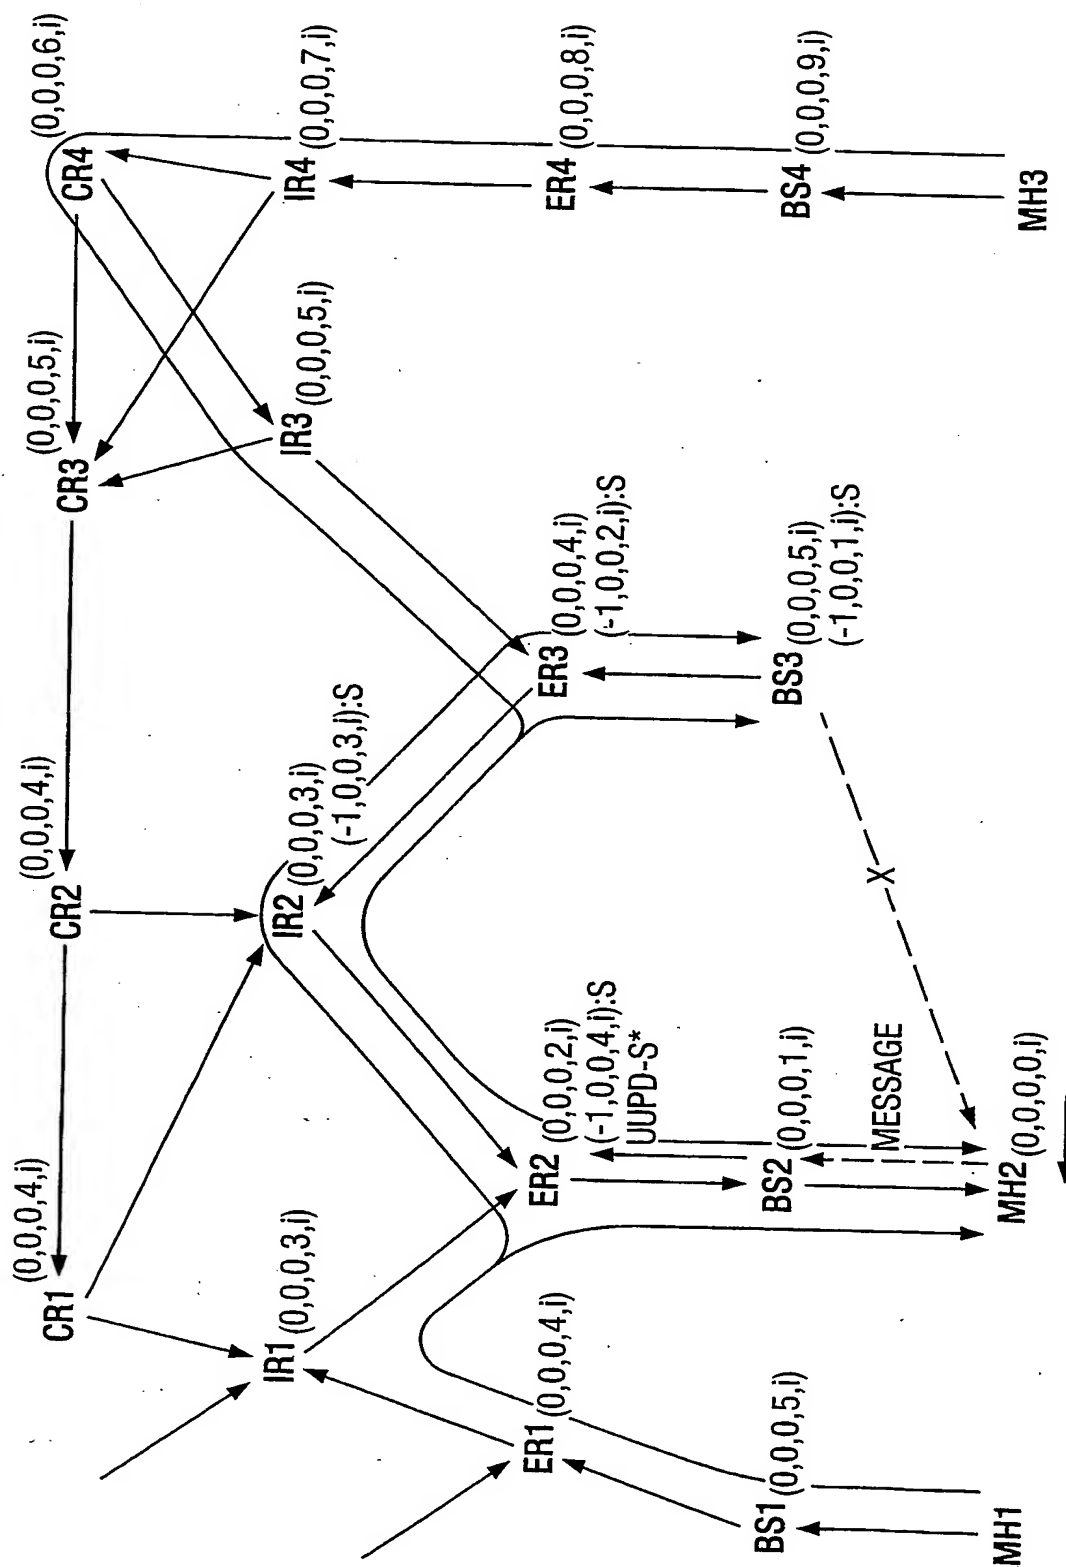 CR1
(0,0,0,4,i)
CR2
(0,0,0,4,i)
CR3
(0,0,0,5,i)
CR4
(0,0,0,6,i)
IR1
(0,0,0,3,i)
IR2
(0,0,0,3,i)
(-1,0,0,3,i):S
IR3
(0,0,0,5,i)
IR4
(0,0,0,7,i)
ER1
(0,0,0,4,i)
ER2
(0,0,0,2,i)
(-1,0,0,4,i):S
UUPD-S*
ER3
(0,0,0,4,i)
(-1,0,0,2,i):S
ER4
(0,0,0,8,i)
BS1
(0,0,0,5,i)
BS2
(0,0,0,1,i)
BS3
(0,0,0,5,i)
(-1,0,0,1,i):S
BS4
(0,0,0,9,i)
X
MESSAGE
MH1
MH2
(0,0,0,0,i)
MH3